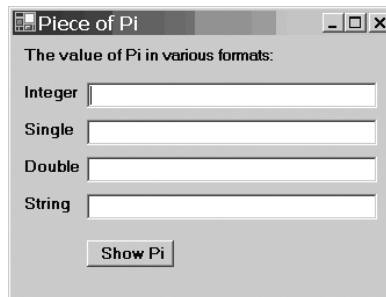 Piece of Pi
The value of Pi in various formats:
Integer
Single
Double
String
Show Pi